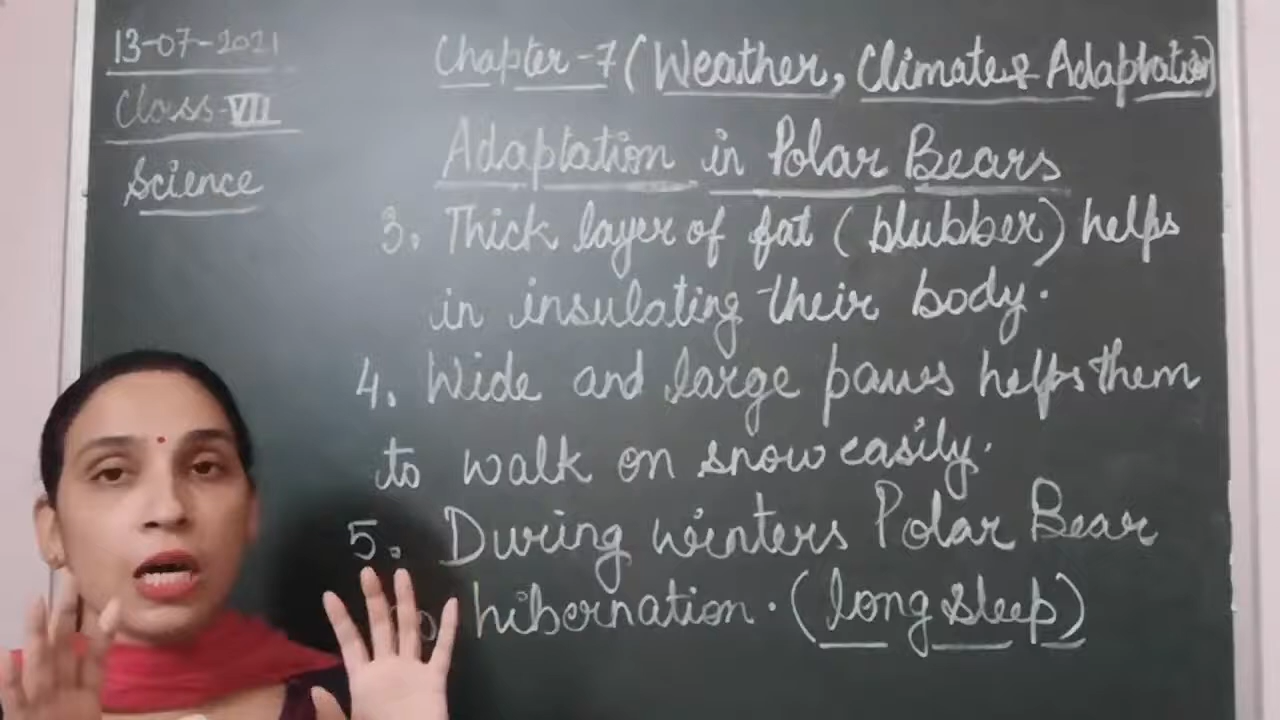 13-07-2021
Class-VII
Science
Chapter-7 (Weather, Climate & Adaptation)
Adaptation in Polar Bears
3. Thick layer of fat (blubber) helps
in insulating their body.
4. Wide and large paws helps them
to walk on snow easily.
5. During winters Polar Bear
hibernation. (long sleep)